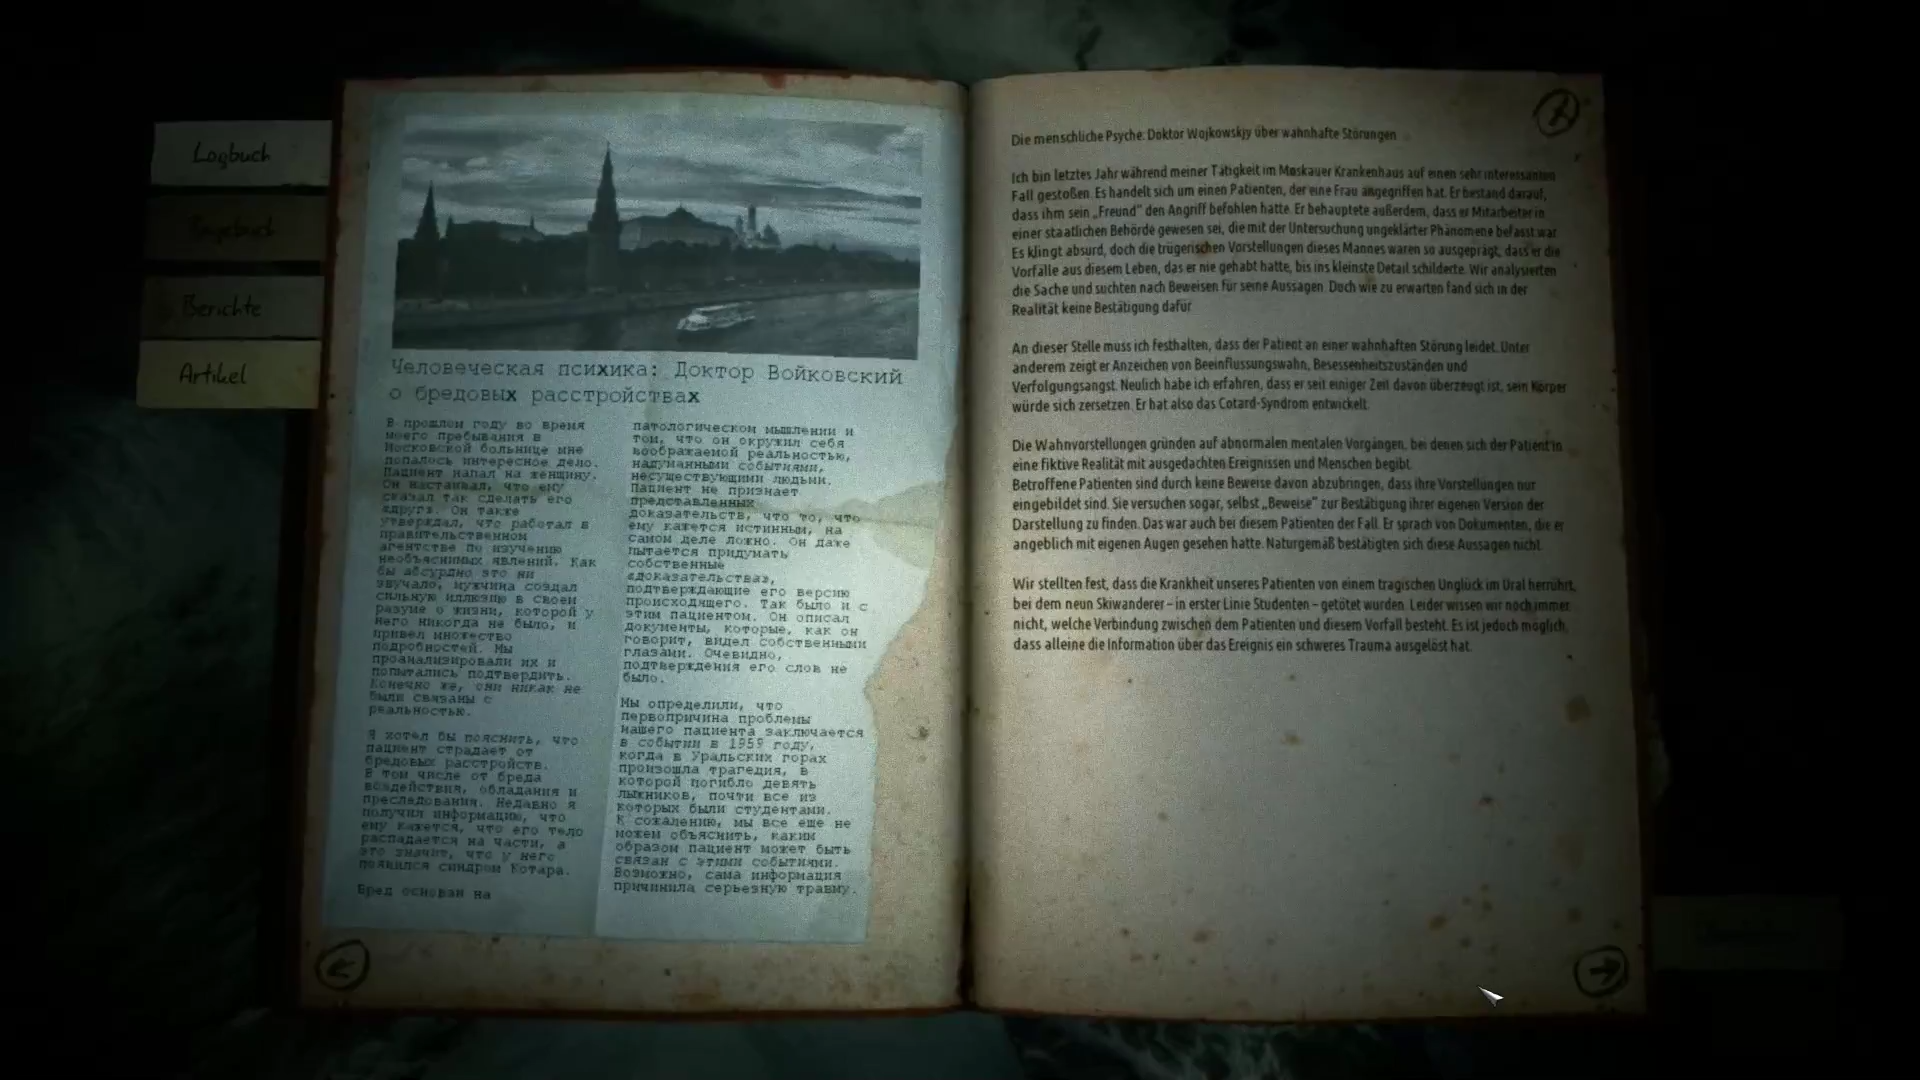 Logbuch
Tagebuch
Berichte
Artikel
Человеческая психика: Доктор Войковский
о бредовых расстройствах
В прошлом году во время
моего пребывания в
Московской больнице мне
попалось интересное дело.
Пациент напал на женщину.
Он настаивал, что ему
сказал так сделать его
«друг». Он также
утверждал, что работал в
правительственном
агентстве по изучению
необъяснимых явлений. Как
бы абсурдно это ни
звучало, мужчина создал
сильную иллюзию в своем
разуме о жизни, которой у
него никогда не было, и
привел множество
подробностей. Мы
проанализировали их и
попытались подтвердить.
Конечно же, они никак не
были связаны с
реальностью.
Я хотел бы пояснить, что
пациент страдает от
бредовых расстройств.
В том числе от бреда
воздействия, обладания и
преследования. Недавно я
получил информацию, что
ему кажется, что его тело
распадается на части, а
это значит, что у него
появился синдром Котара.
Бред основан на
патологическом мышлении и
том, что он окружил себя
воображаемой реальностью,
надуманными событиями,
несуществующими людьми.
Пациент не признает
представленных
доказательств, что то, что
ему кажется истинным, на
самом деле ложно. Он даже
пытается придумать
собственные
«доказательства»,
подтверждающие его версию
происходящего. Так было и с
этим пациентом. Он описал
документы, которые, как он
говорит, видел собственными
глазами. Очевидно,
подтверждения его слов не
было.
Мы определили, что
первопричина проблемы
нашего пациента заключается
в событии в 1959 году,
когда в Уральских горах
произошла трагедия, в
которой погибло девять
лыжников, почти все из
которых были студентами.
К сожалению, мы все еще не
можем объяснить, каким
образом пациент может быть
связан с этими событиями.
Возможно, сама информация
причинила серьезную травму.
Die menschliche Psyche: Doktor Wojkowskjy über wahnhafte Störungen
Ich bin letztes Jahr während meiner Tätigkeit im Moskauer Krankenhaus auf einen sehr interessanten
Fall gestoßen. Es handelt sich um einen Patienten, der eine Frau angegriffen hat. Er bestand darauf,
dass ihm sein „Freund“ den Angriff befohlen hatte. Er behauptete außerdem, dass er Mitarbeiter in
einer staatlichen Behörde gewesen sei, die mit der Untersuchung ungeklärter Phänomene befasst war.
Es klingt absurd, doch die trügerischen Vorstellungen dieses Mannes waren so ausgeprägt, dass er die
Vorfälle aus diesem Leben, das er nie gehabt hatte, bis ins kleinste Detail schilderte. Wir analysierten
die Sache und suchten nach Beweisen für seine Aussagen. Doch wie zu erwarten fand sich in der
Realität keine Bestätigung dafür.
An dieser Stelle muss ich festhalten, dass der Patient an einer wahnhaften Störung leidet. Unter
anderem zeigt er Anzeichen von Beeinflussungswahn, Besessenheitszuständen und
Verfolgungsangst. Neulich habe ich erfahren, dass er seit einiger Zeit davon überzeugt ist, sein Körper
würde sich zersetzen. Er hat also das Cotard-Syndrom entwickelt.
Die Wahnvorstellungen gründen auf abnormalen mentalen Vorgängen, bei denen sich der Patient in
eine fiktive Realität mit ausgedachten Ereignissen und Menschen begibt.
Betroffene Patienten sind durch keine Beweise davon abzubringen, dass ihre Vorstellungen nur
eingebildet sind. Sie versuchen sogar, selbst „Beweise“ zur Bestätigung ihrer eigenen Version der
Darstellung zu finden. Das war auch bei diesem Patienten der Fall. Er sprach von Dokumenten, die er
angeblich mit eigenen Augen gesehen hatte. Naturgemäß bestätigten sich diese Aussagen nicht.
Wir stellten fest, dass die Krankheit unseres Patienten von einem tragischen Unglück im Ural herrührt,
bei dem neun Skiwanderer – in erster Linie Studenten – getötet wurden. Leider wissen wir noch immer
nicht, welche Verbindung zwischen dem Patienten und diesem Vorfall besteht. Es ist jedoch möglich,
dass alleine die Information über das Ereignis ein schweres Trauma ausgelöst hat.